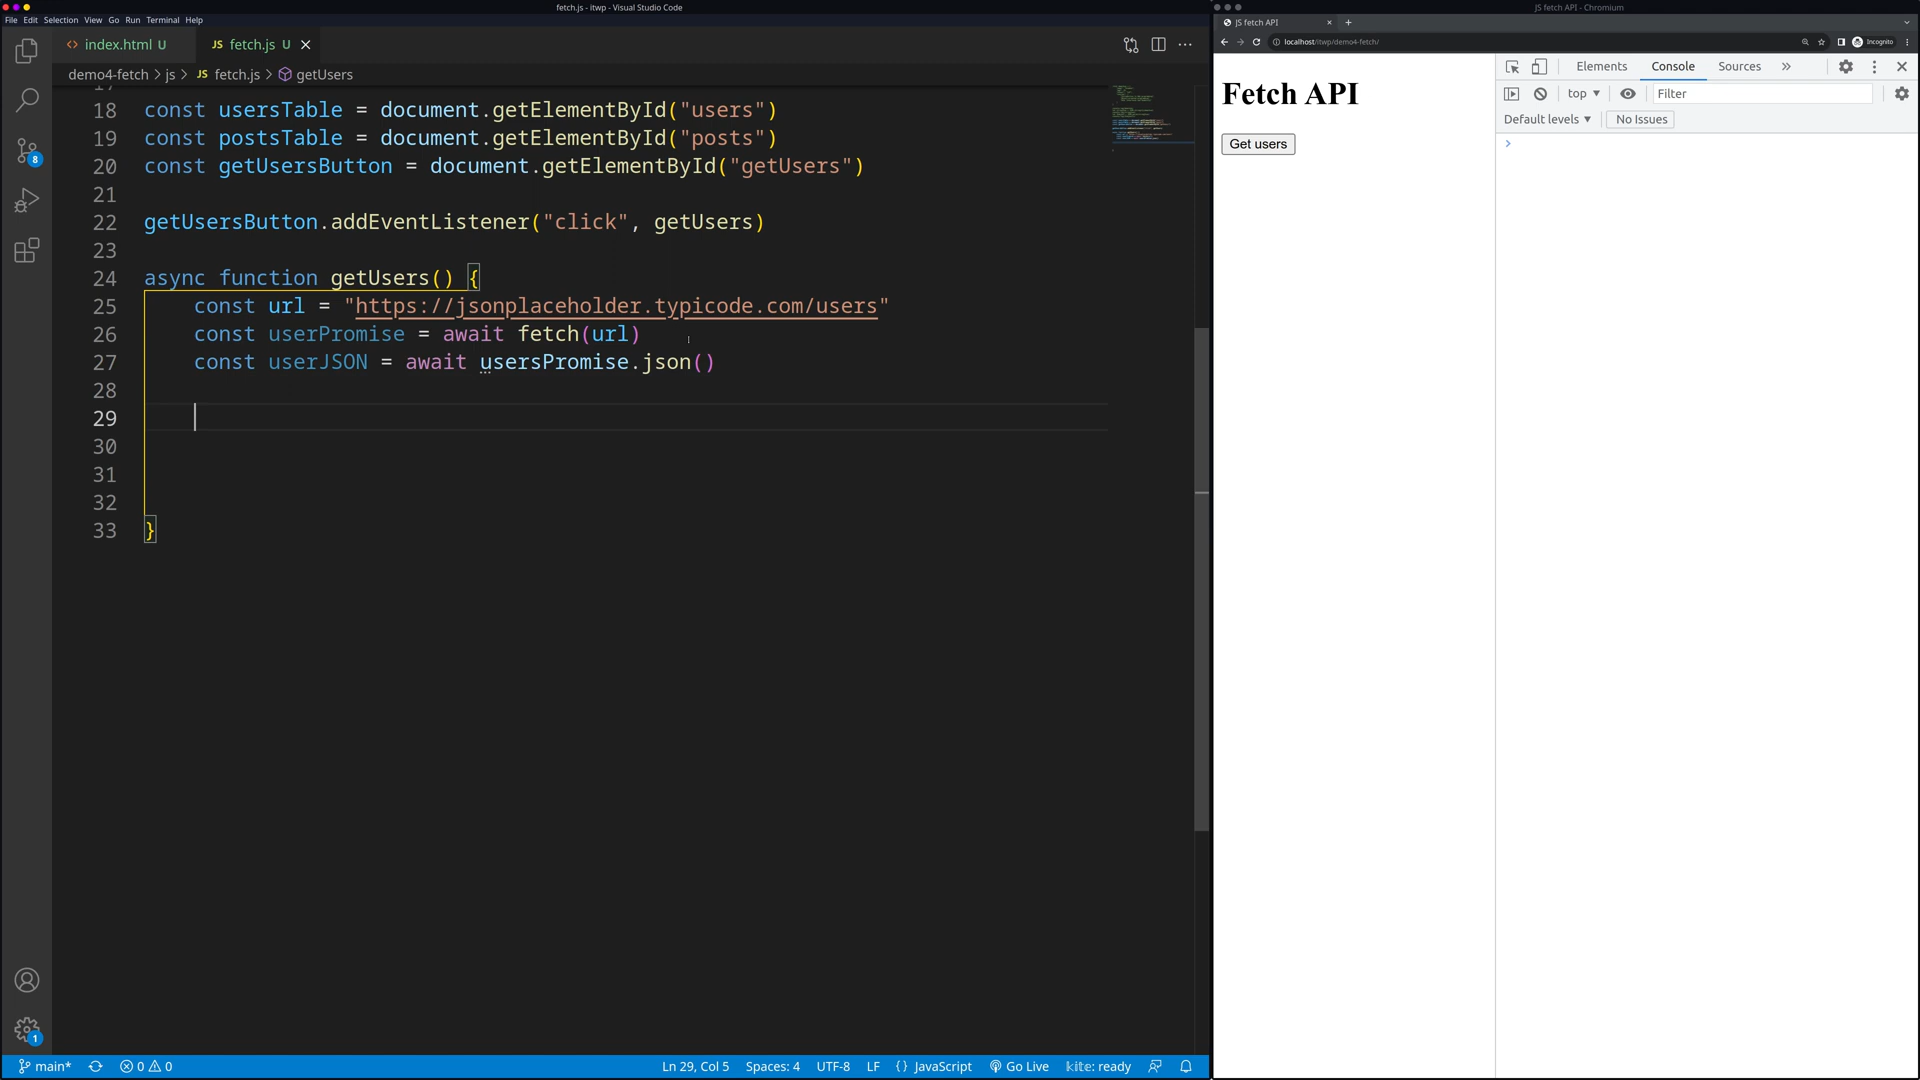 fetch.js - itwp - Visual Studio Code
File Edit Selection View Go Run Terminal Help
index.html U
JS fetch.js U
demo4-fetch > js > JS fetch.js > getUsers
18 const usersTable = document.getElementById("users")
19 const postsTable = document.getElementById("posts")
20 const getUsersButton = document.getElementById("getUsers")
21
22 getUsersButton.addEventListener("click", getUsers)
23
24 async function getUsers() {
25 const url = "https://jsonplaceholder.typicode.com/users"
26 const userPromise = await fetch(url)
27 const userJSON = await usersPromise.json()
28
29
30
31
32
33 }
8
1
main* 0 0 Ln 29, Col 5 Spaces: 4 UTF-8 LF {} JavaScript Go Live kite: ready
JS fetch API - Chromium
JS fetch API
localhost/itwp/demo4-fetch/
Incognito
Fetch API
Get users
Elements Console Sources
top Filter
Default levels No Issues